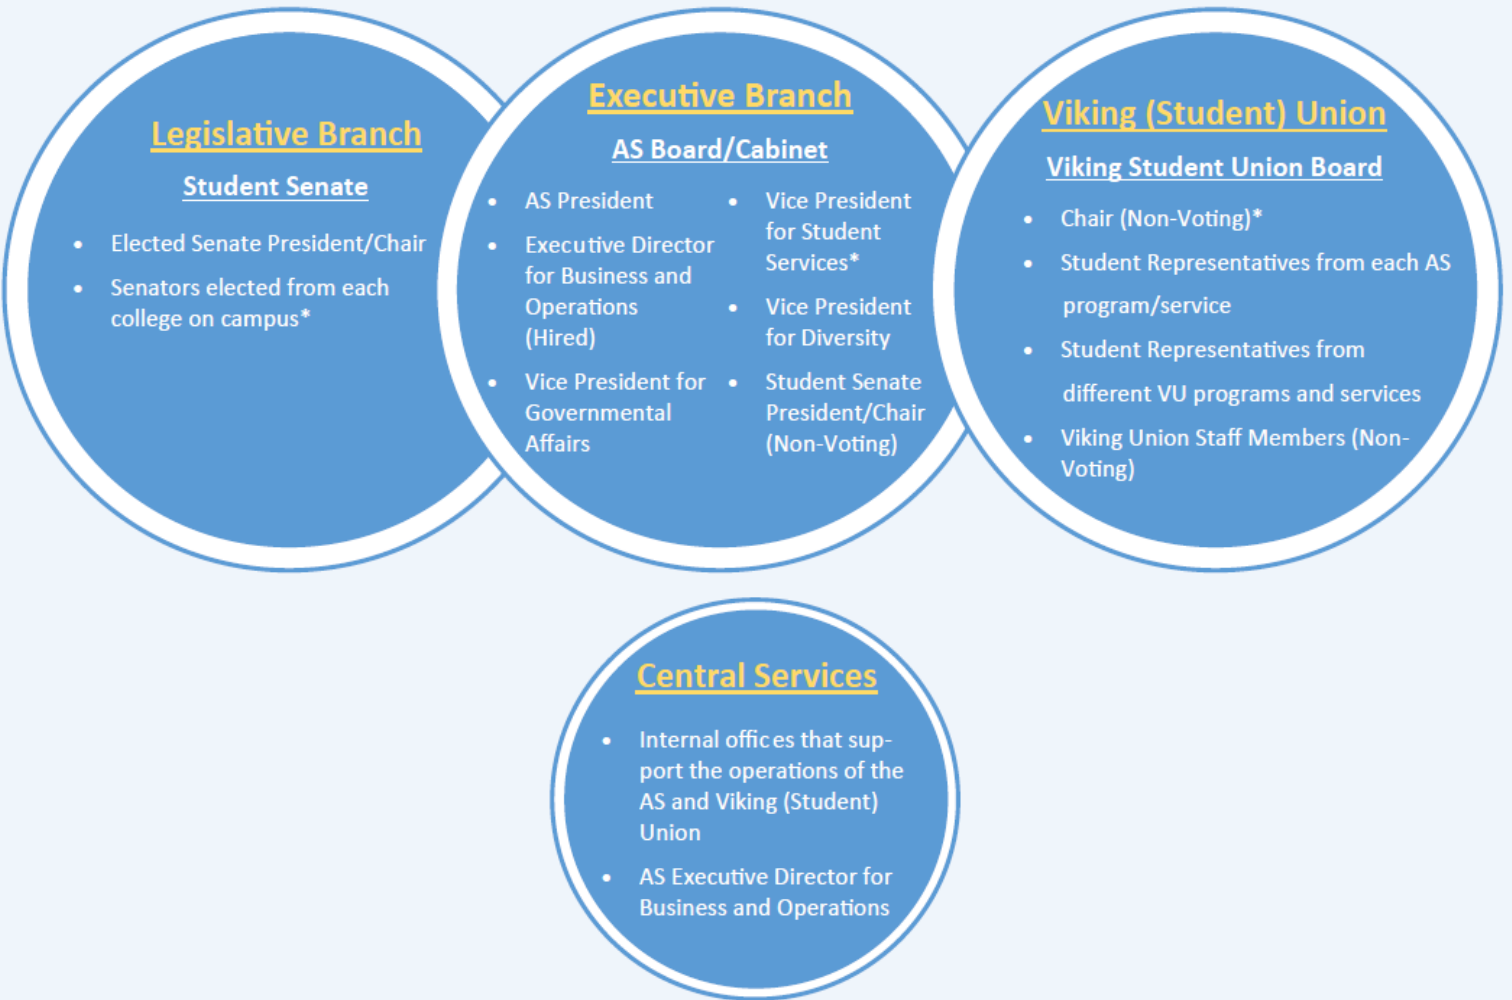 Legislative Branch
Student Senate
• Elected Senate President/Chair
• Senators elected from each
college on campus*
Executive Branch
AS Board/Cabinet
• AS President
• Executive Director
for Business and
Operations
(Hired)
• Vice President for
Governmental
Affairs
• Vice President
for Student
Services*
• Vice President
for Diversity
• Student Senate
President/Chair
(Non-Voting)
Viking (Student) Union
Viking Student Union Board
• Chair (Non-Voting)*
• Student Representatives from each AS
program/service
• Student Representatives from
different VU programs and services
• Viking Union Staff Members (Non-
Voting)
Central Services
• Internal offices that sup-
port the operations of the
AS and Viking (Student)
Union
• AS Executive Director for
Business and Operations